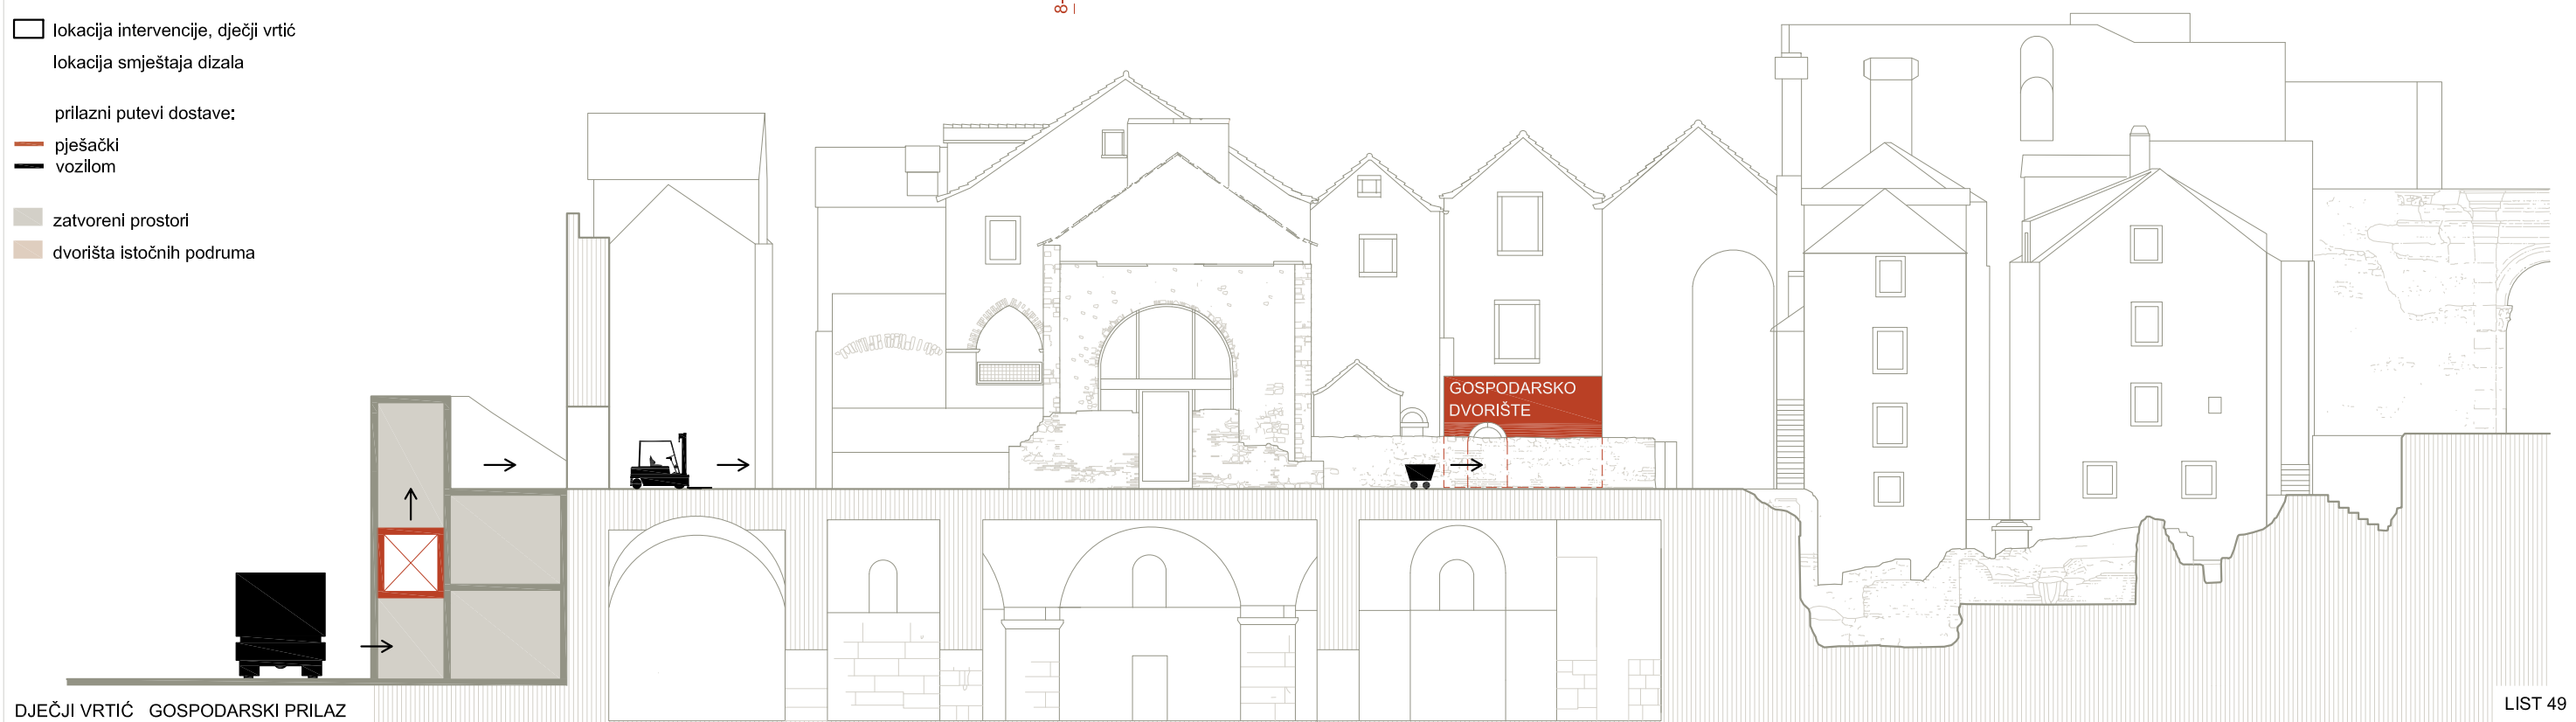 8-
lokacija intervencije, dječji vrtić
lokacija smještaja dizala
prilazni putevi dostave:
pješački
vozilom
zatvoreni prostori
dvorišta istočnih podruma
GOSPODARSKO
DVORIŠTE
DJEČJI VRTIĆ GOSPODARSKI PRILAZ
LIST 49